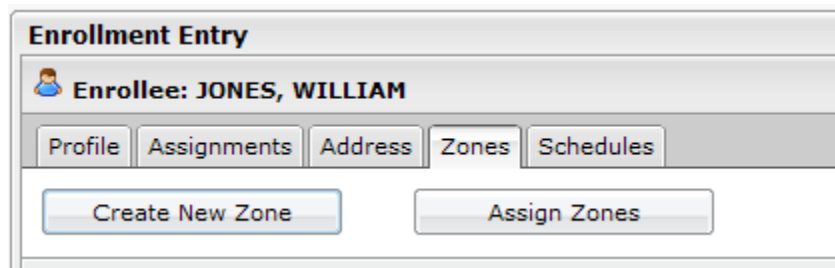 Enrollment Entry
Enrollee: JONES, WILLIAM
Profile Assignments Address Zones Schedules
Create New Zone Assign Zones